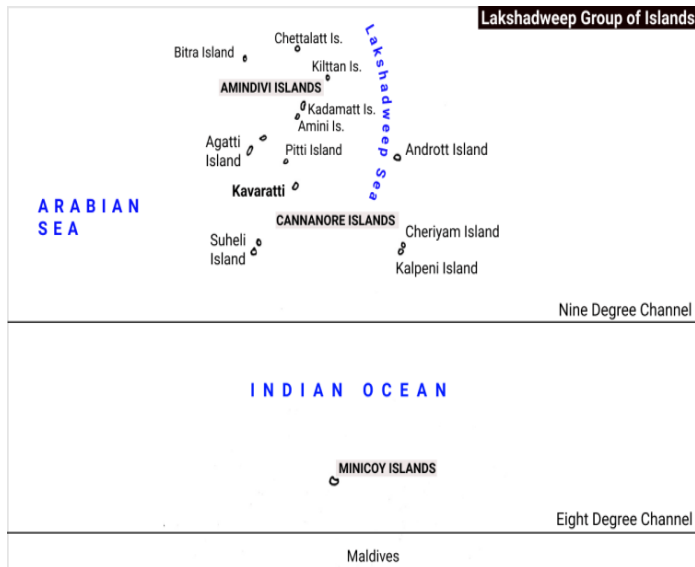 Lakshadweep Group of Islands
Chettalatt Is.
Bitra Island
Kilttan Is.
AMINDIVI ISLANDS
Lakshadweep Sea
Kadamatt Is.
Amini Is.
Agatti
Island
Pitti Island
Andrott Island
Kavaratti
ARABIAN
SEA
CANNANORE ISLANDS
Suheli
Island
Cheriyam Island
Kalpeni Island
Nine Degree Channel
INDIAN OCEAN
MINICOY ISLANDS
Eight Degree Channel
Maldives